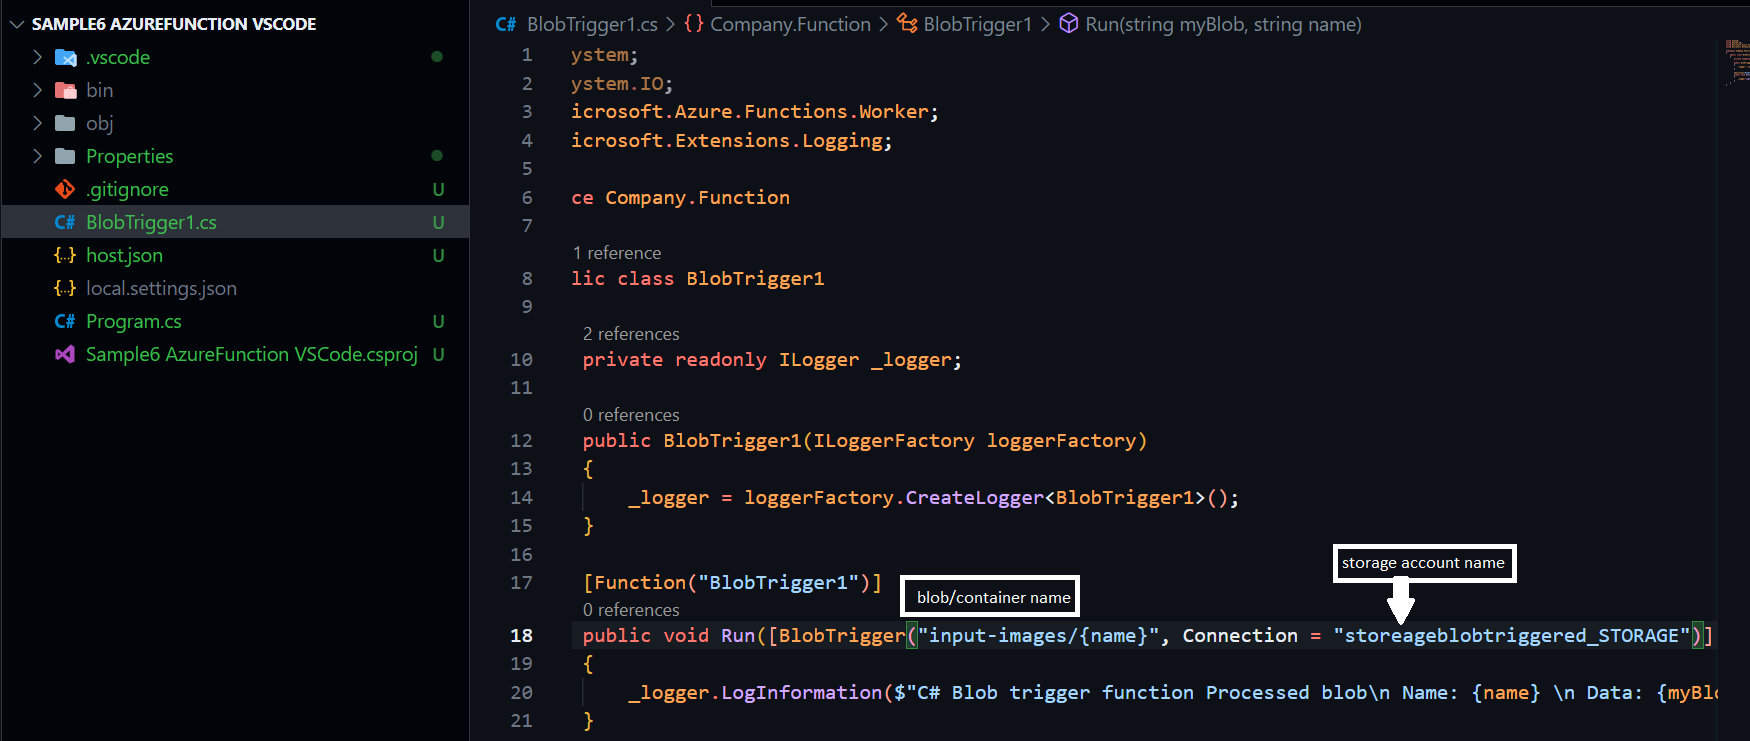 SAMPLE6 AZUREFUNCTION VSCODE
.vscode
bin
obj
Properties
.gitignore U
C# BlobTrigger1.cs U
{..} host.json U
{..} local.settings.json
C# Program.cs U
Sample6 AzureFunction VSCode.csproj U
C# BlobTrigger1.cs > {} Company.Function > BlobTrigger1 > Run(string myBlob, string name)
1 ystem;
2 ystem.IO;
3 icrosoft.Azure.Functions.Worker;
4 icrosoft.Extensions.Logging;
5
6 ce Company.Function
7
1 reference
8 lic class BlobTrigger1
9
2 references
10 private readonly ILogger _logger;
11
0 references
12 public BlobTrigger1(ILoggerFactory loggerFactory)
13 {
14 _logger = loggerFactory.CreateLogger<BlobTrigger1>();
15 }
16
storage account name
17 [Function("BlobTrigger1")]
blob/container name
0 references
18 public void Run([BlobTrigger("input-images/{name}", Connection = "storeageblobtriggered_STORAGE")]
19 {
20 _logger.LogInformation($"C# Blob trigger function Processed blob\n Name: {name} \n Data: {myBlo
21 }